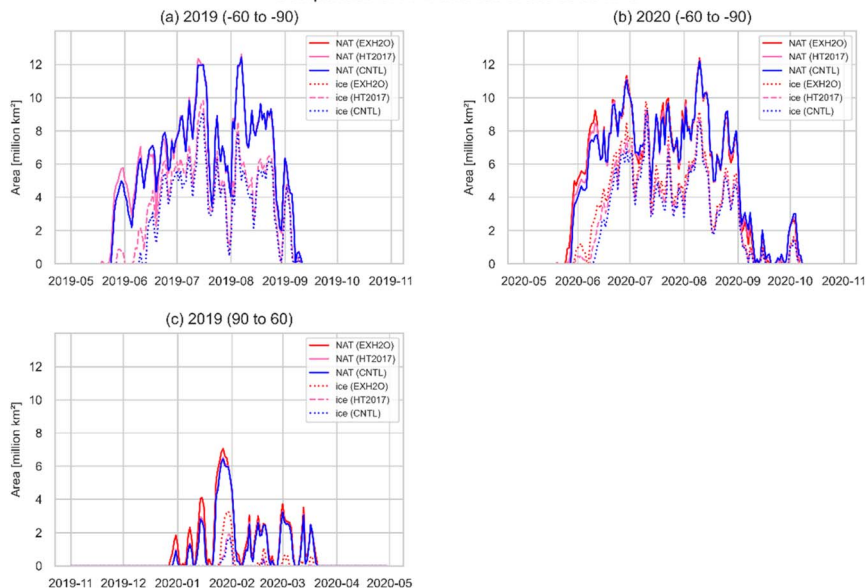 (a) 2019 (-60 to -90)
Area [million km²]
12
10
8
6
4
2
0
NAT (EXH2O)
NAT (HT2017)
NAT (CNTL)
ice (EXH2O)
ice (HT2017)
ice (CNTL)
2019-05 2019-06 2019-07 2019-08 2019-09 2019-10 2019-11
(b) 2020 (-60 to -90)
Area [million km²]
12
10
8
6
4
2
0
NAT (EXH2O)
NAT (HT2017)
NAT (CNTL)
ice (EXH2O)
ice (HT2017)
ice (CNTL)
2020-05 2020-06 2020-07 2020-08 2020-09 2020-10 2020-11
(c) 2019 (90 to 60)
Area [million km²]
12
10
8
6
4
2
0
NAT (EXH2O)
NAT (HT2017)
NAT (CNTL)
ice (EXH2O)
ice (HT2017)
ice (CNTL)
2019-11 2019-12 2020-01 2020-02 2020-03 2020-04 2020-05